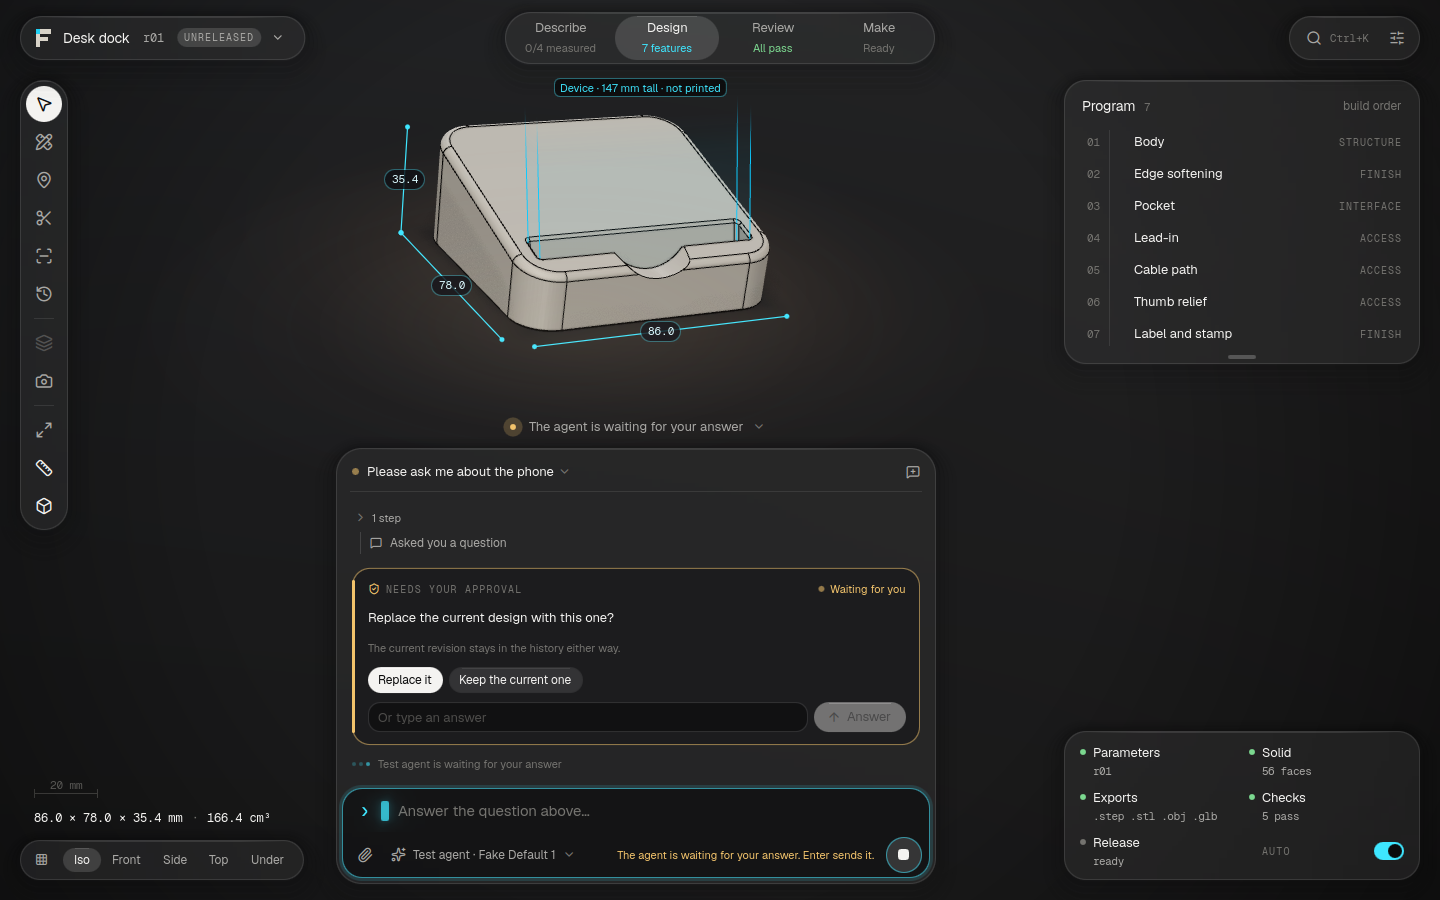 Desk dock r01 UNRELEASED
Describe
0/4 measured
Design
7 features
Review
All pass
Make
Ready
Ctrl+K
Device · 147 mm tall · not printed
35.4
78.0
86.0
Program 7 build order
01 Body STRUCTURE
02 Edge softening FINISH
03 Pocket INTERFACE
04 Lead-in ACCESS
05 Cable path ACCESS
06 Thumb relief ACCESS
07 Label and stamp FINISH
The agent is waiting for your answer
Please ask me about the phone
1 step
Asked you a question
NEEDS YOUR APPROVAL Waiting for you
Replace the current design with this one?
The current revision stays in the history either way.
Replace it Keep the current one
Or type an answer Answer
Test agent is waiting for your answer
Answer the question above...
Test agent · Fake Default 1 The agent is waiting for your answer. Enter sends it.
20 mm
86.0 × 78.0 × 35.4 mm · 166.4 cm³
Iso Front Side Top Under
Parameters
r01
Solid
56 faces
Exports
.step .stl .obj .glb
Checks
5 pass
Release
ready
AUTO